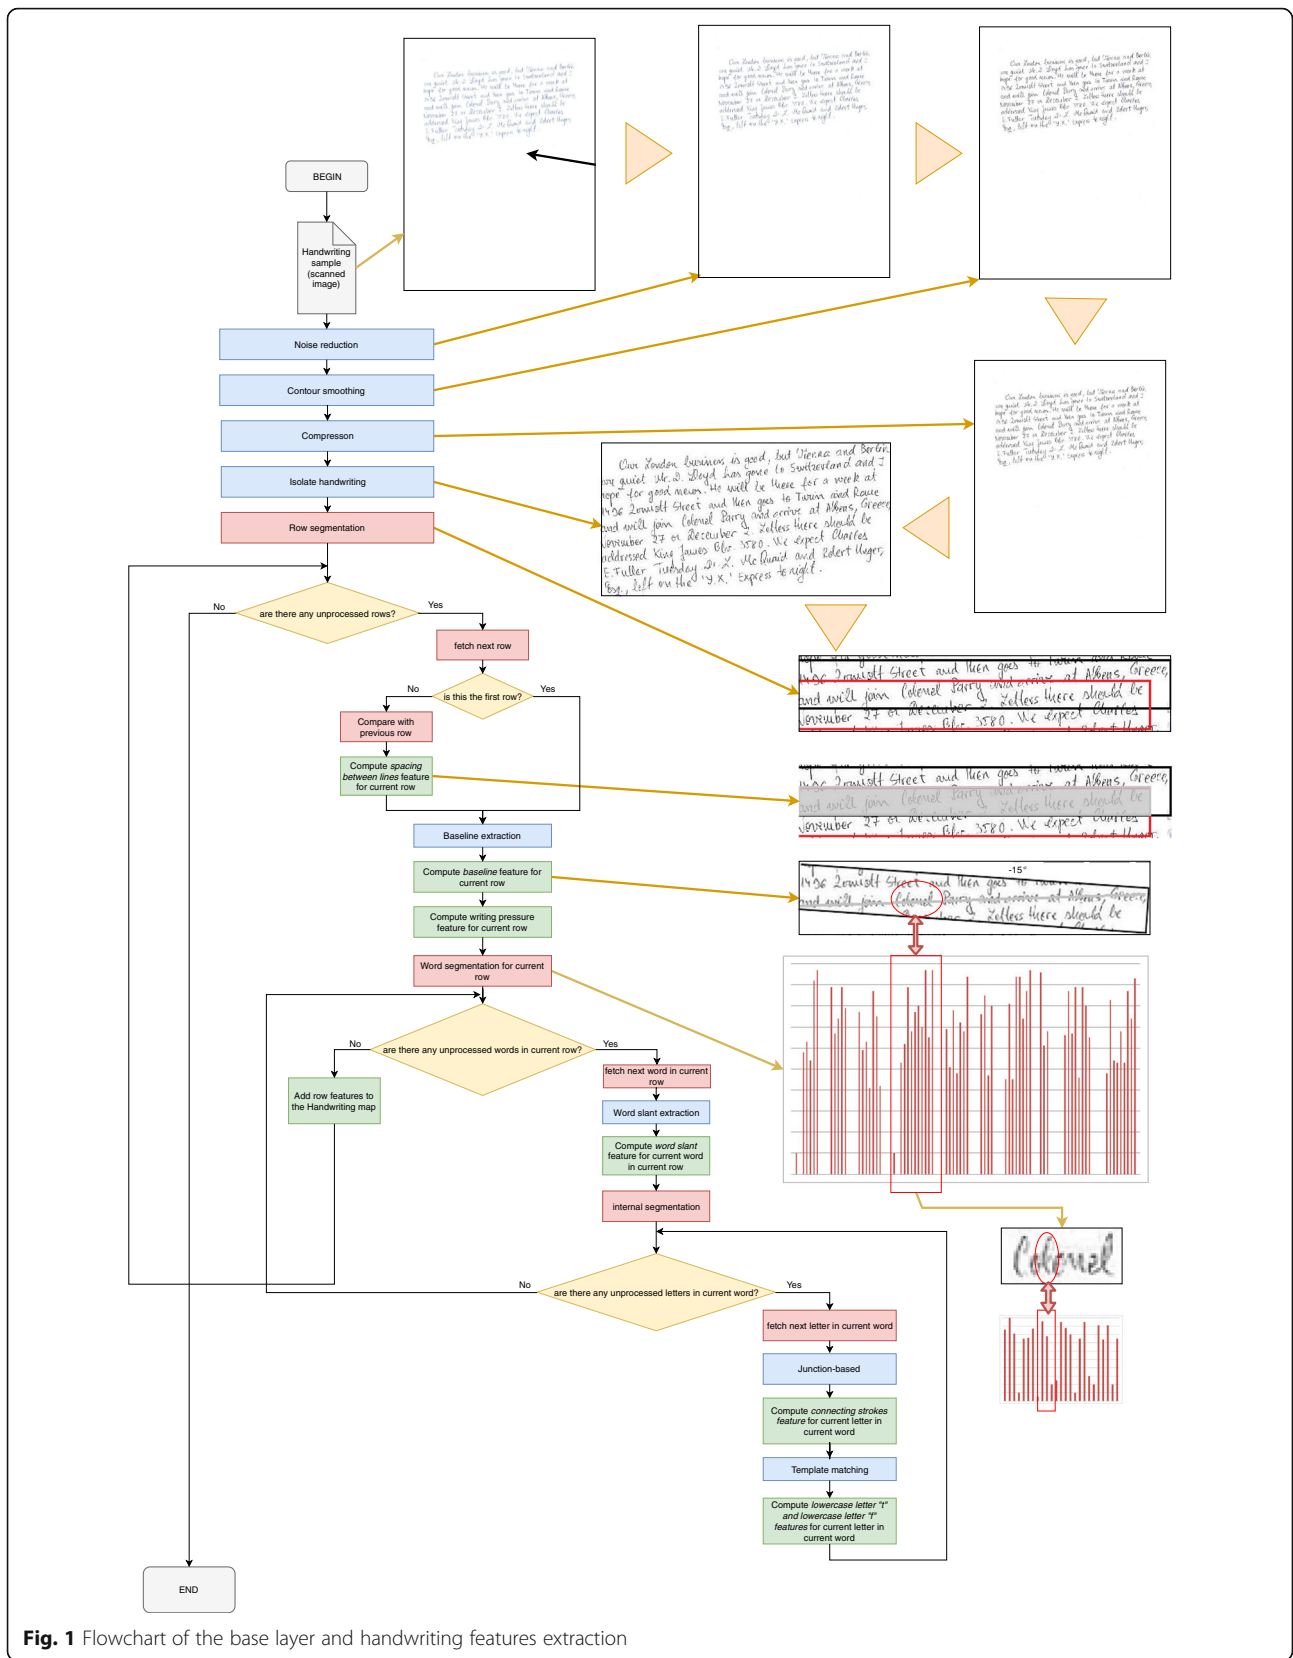 BEGIN
Handwriting
sample
(scanned
image)
Noise reduction
Contour smoothing
Compresson
Isolate handwriting
Row segmentation
Our London business is good, but Vienna and Berlin
are quiet. Mr. D. Lloyd has gone to Switzerland and I
hope for good news. He will be there for a week at
1496 Zermott Street and then goes to Turin and Rome
and will join Colonel Parry and arrive at Athens, Greece,
November 27 or December 2. Letters there should be
addressed King James Blv. 3580. We expect Charles
E. Fuller Tuesday Dr. L. McQuaid and Robert Unger,
Esq., left on the "Y.X." Express tonight.
are there any unprocessed rows?
No
Yes
fetch next row
is this the first row?
No
Yes
Compare with
previous row
Compute spacing
between lines feature
for current row
Baseline extraction
Compute baseline feature for
current row
-15°
Compute writing pressure
feature for current row
Word segmentation for current
row
are there any unprocessed words in current row?
No
Yes
Add row features to
the Handwriting map
fetch next word in current
row
Word slant extraction
Compute word slant
feature for current word
in current row
internal segmentation
Colonel
are there any unprocessed letters in current word?
No
Yes
fetch next letter in current word
Junction-based
Compute connecting strokes
feature for current letter in
current word
Template matching
Compute lowercase letter "t"
and lowercase letter "f"
features for current letter in
current word
END
Fig. 1 Flowchart of the base layer and handwriting features extraction